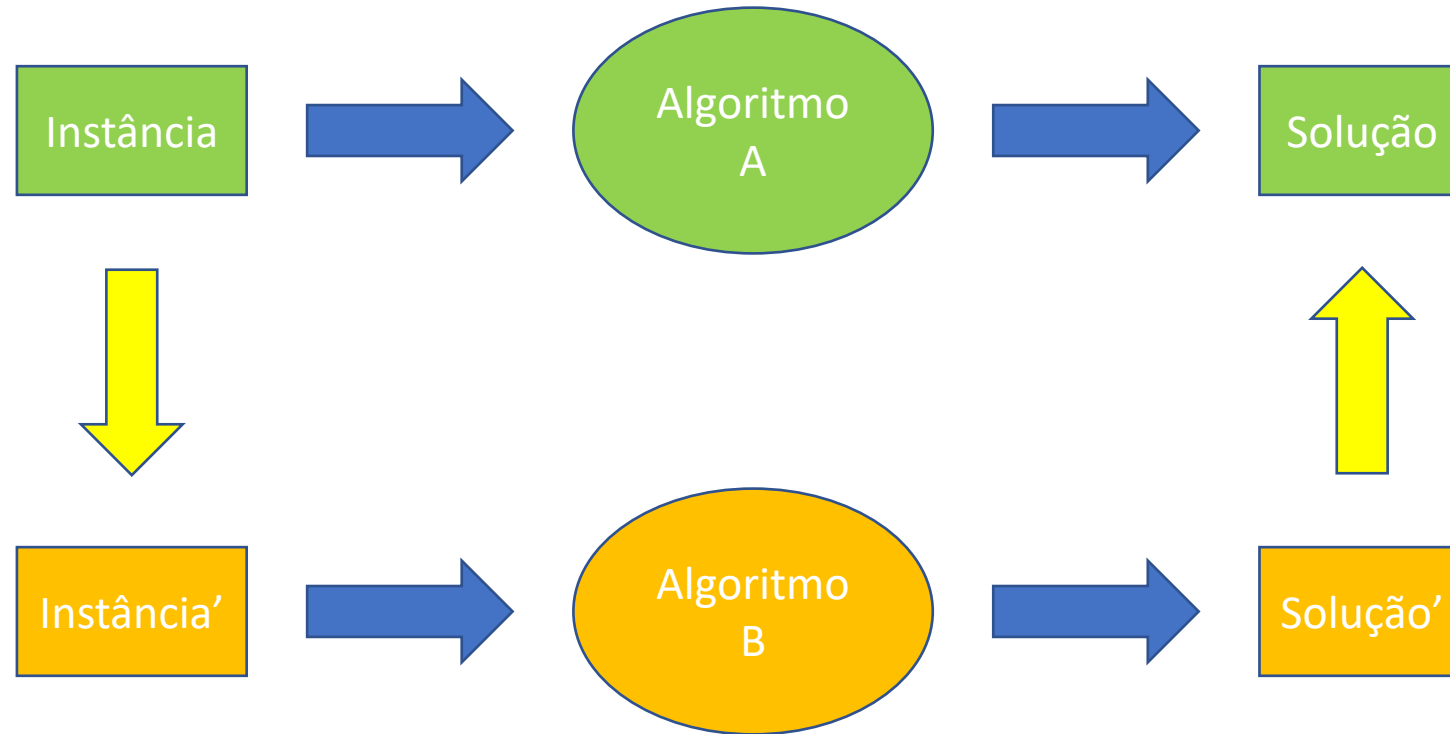 Instância
Algoritmo
A
Solução
Instância’
Algoritmo
B
Solução’